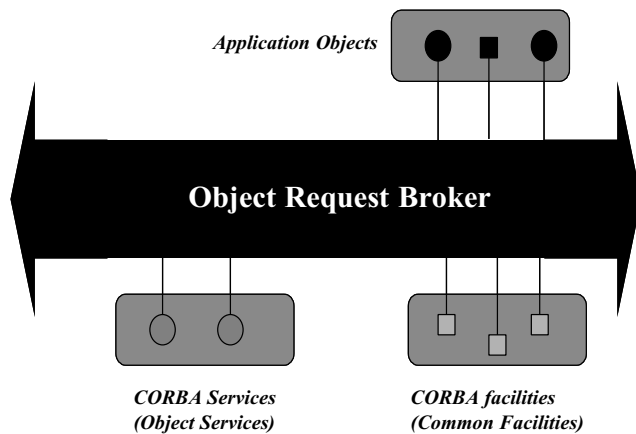 Application Objects
Object Request Broker
CORBA Services
(Object Services)
CORBA facilities
(Common Facilities)